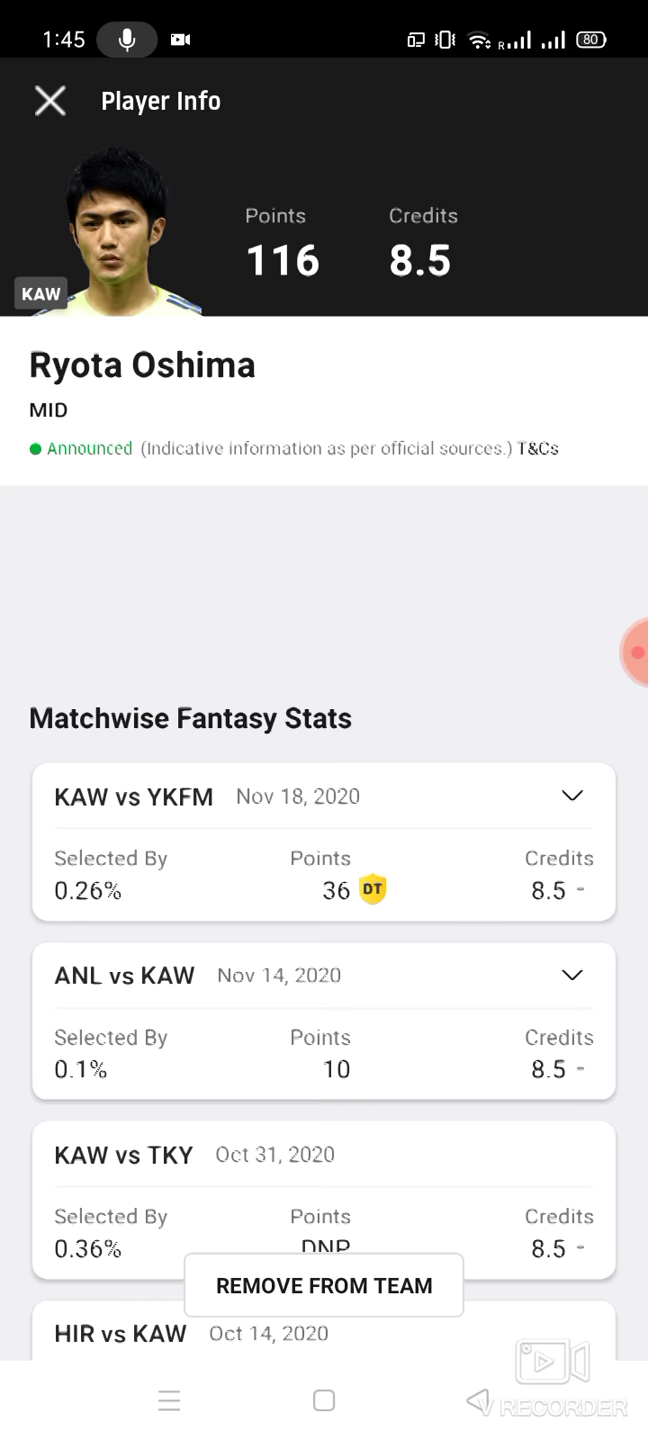 1:45
R
80
Player Info
Points
Credits
116
8.5
KAW
Ryota Oshima
MID
Announced (Indicative information as per official sources.) T&Cs
Matchwise Fantasy Stats
KAW vs YKFM Nov 18, 2020
Selected By Points Credits
0.26% 36 DT 8.5 -
ANL vs KAW Nov 14, 2020
Selected By Points Credits
0.1% 10 8.5 -
KAW vs TKY Oct 31, 2020
Selected By Points Credits
0.36% DNP 8.5 -
REMOVE FROM TEAM
HIR vs KAW Oct 14, 2020
V RECORDER